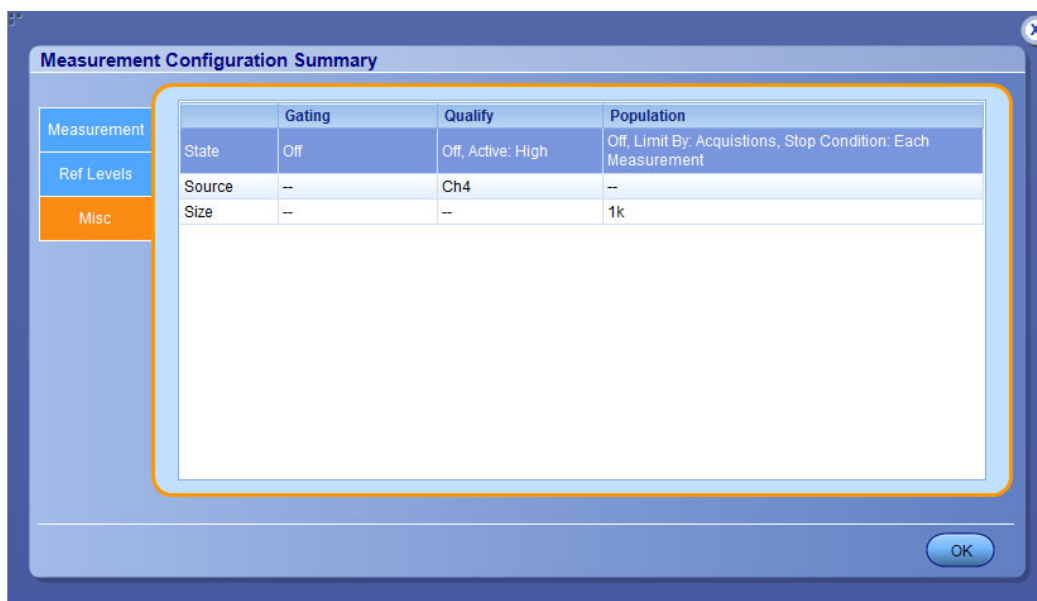 Measurement Configuration Summary
Measurement
Ref Levels
Misc
Gating Qualify Population
State Off Off, Active: High Off, Limit By: Acquistions, Stop Condition: Each
Measurement
Source -- Ch4 --
Size -- -- 1k
OK